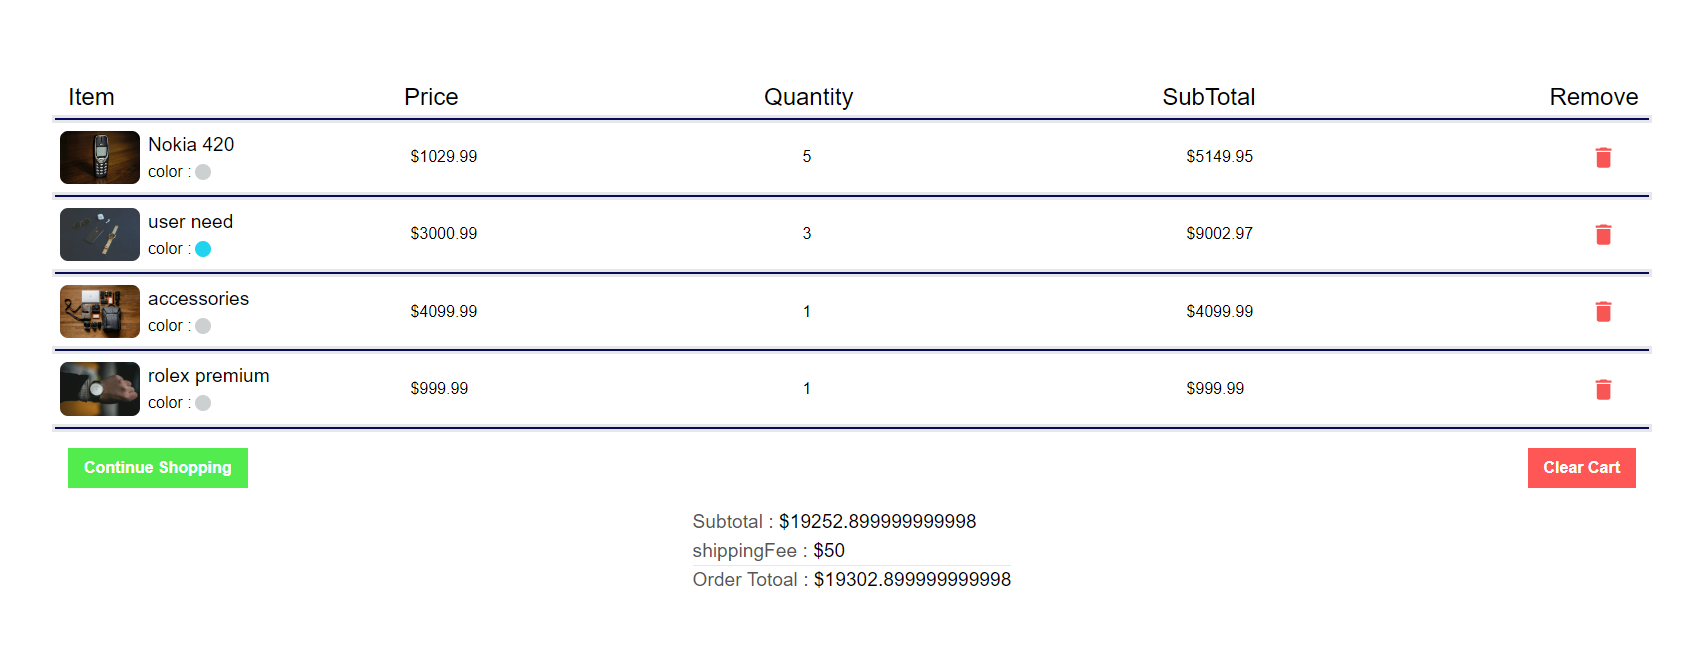 Item Price Quantity SubTotal Remove
Nokia 420
color :
$1029.99 5 $5149.95
user need
color :
$3000.99 3 $9002.97
accessories
color :
$4099.99 1 $4099.99
rolex premium
color :
$999.99 1 $999.99
Continue Shopping Clear Cart
Subtotal : $19252.899999999998
shippingFee : $50
Order Totoal : $19302.899999999998